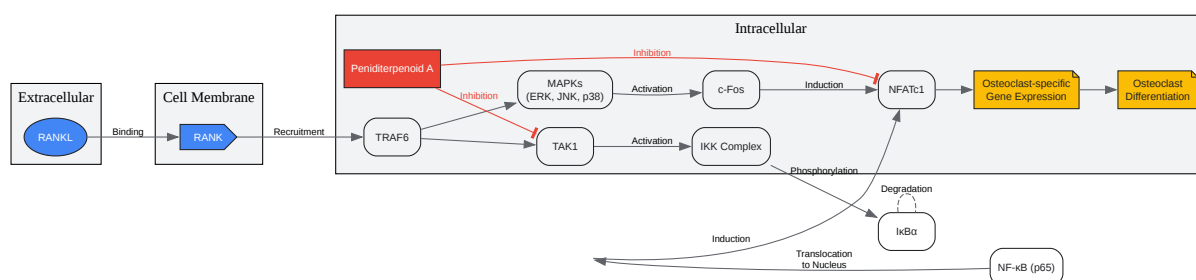 Intracellular
Extracellular
Cell Membrane
RANKL
Binding
RANK
Recruitment
TRAF6
Peniditerpenoid A
Inhibition
Inhibition
MAPKs
(ERK, JNK, p38)
Activation
c-Fos
Induction
NFATc1
Osteoclast-specific
Gene Expression
Osteoclast
Differentiation
TAK1
Activation
IKK Complex
Phosphorylation
Degradation
IκBα
Induction
Translocation
to Nucleus
NF-κB (p65)